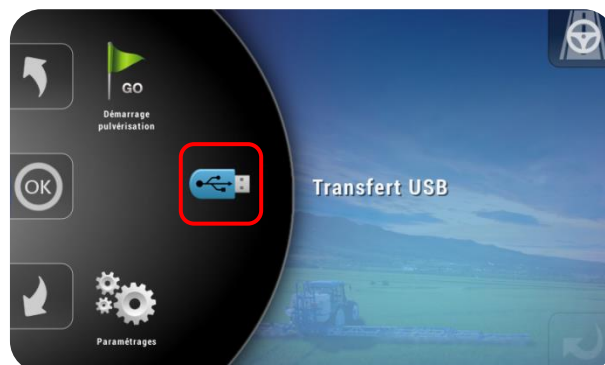 GO
Démarrage
pulvérisation
OK
Transfert USB
Paramétrages